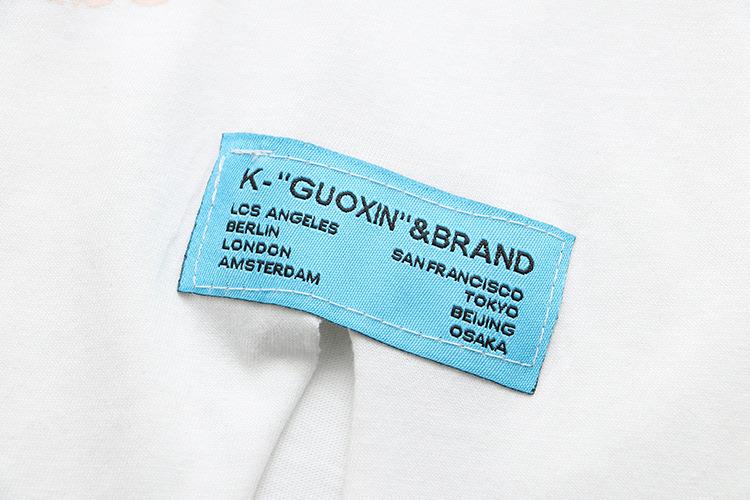 K-"GUOXIN"&BRAND
LOS ANGELES
BERLIN
LONDON
AMSTERDAM
SAN FRANCISCO
TOKYO
BEIJING
OSAKA